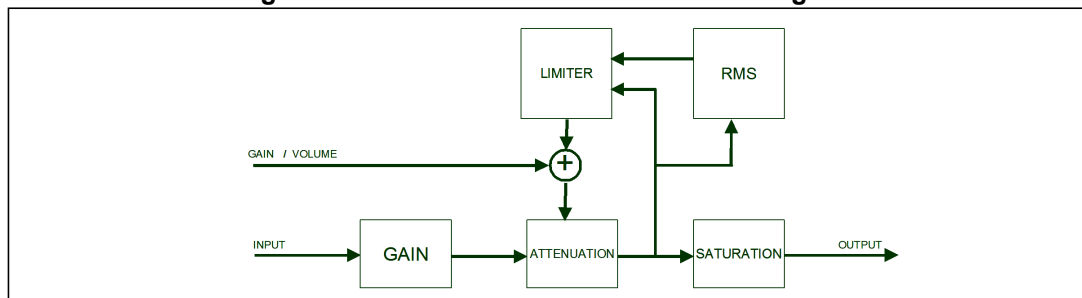 LIMITER
RMS
GAIN / VOLUME
+
INPUT
GAIN
ATTENUATION
SATURATION
OUTPUT